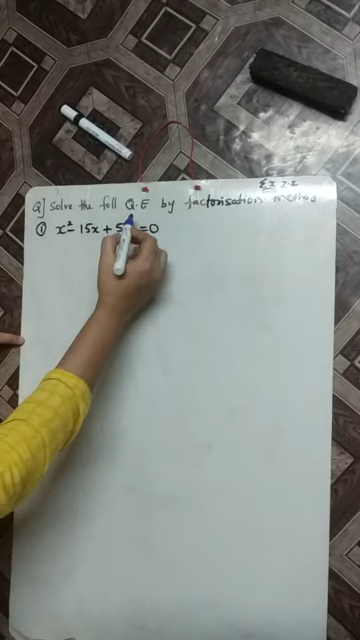 Ex 2.2
Q] Solve the foll Q.E by factorisation method
① x² - 15x + 5 =0